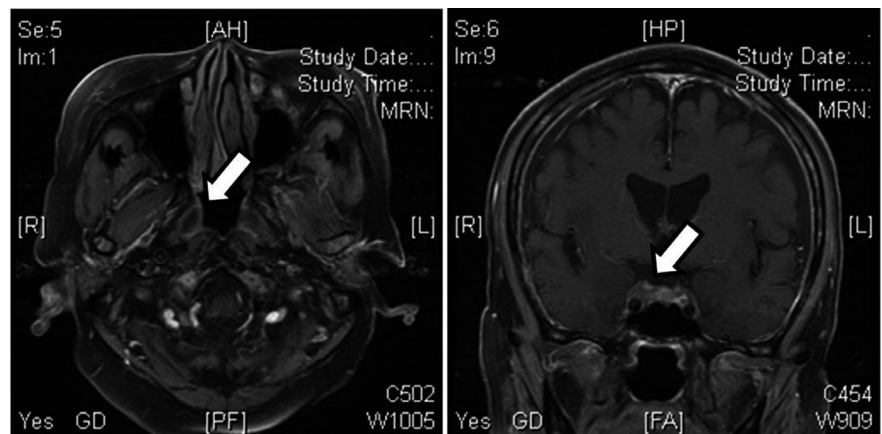 Se:5
Im:1
[AH]
.
Study Date:...
Study Time:...
MRN:
[R]
[L]
C502
W1005
Yes GD
[PF]
Se:6
Im:9
[HP]
.
Study Date:...
Study Time:...
MRN:
[R]
[L]
C454
W909
Yes GD
[FA]